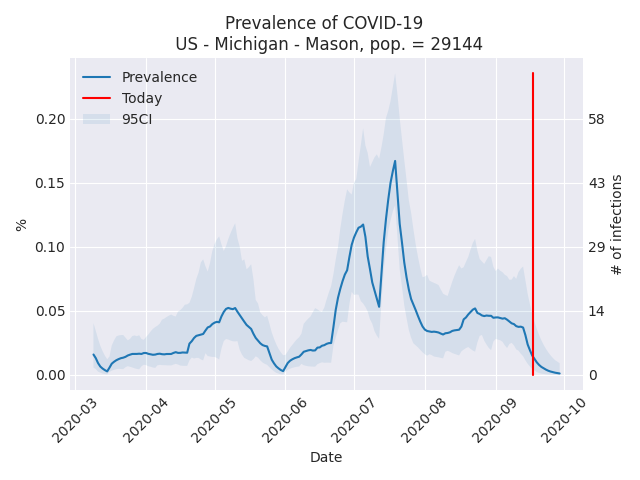 Prevalence of COVID-19
US - Michigan - Mason, pop. = 29144
Prevalence
Today
95CI
0.20
0.15
0.10
0.05
0.00
%
58
43
29
14
0
# of infections
2020-03
2020-04
2020-05
2020-06
2020-07
2020-08
2020-09
2020-10
Date